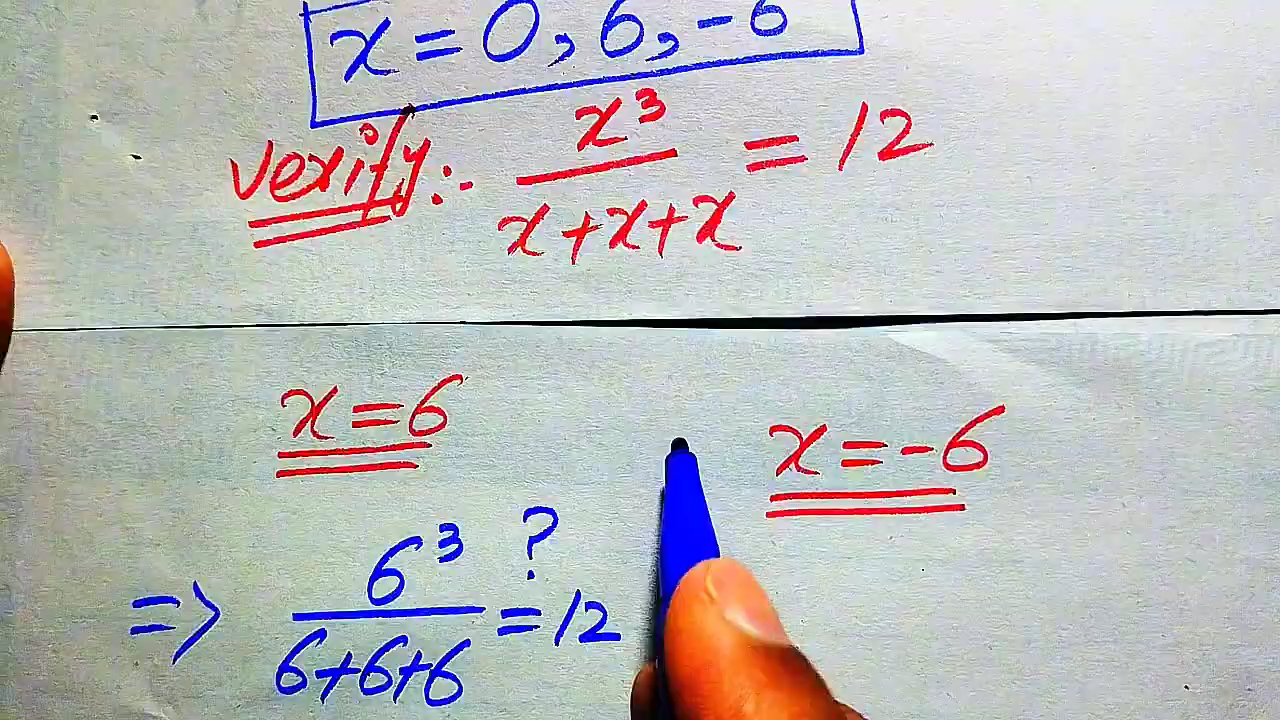 x = 0, 6, -6
verify:- x³/(x+x+x) = 12
x = 6
x = -6
=> 6³/(6+6+6) =? 12